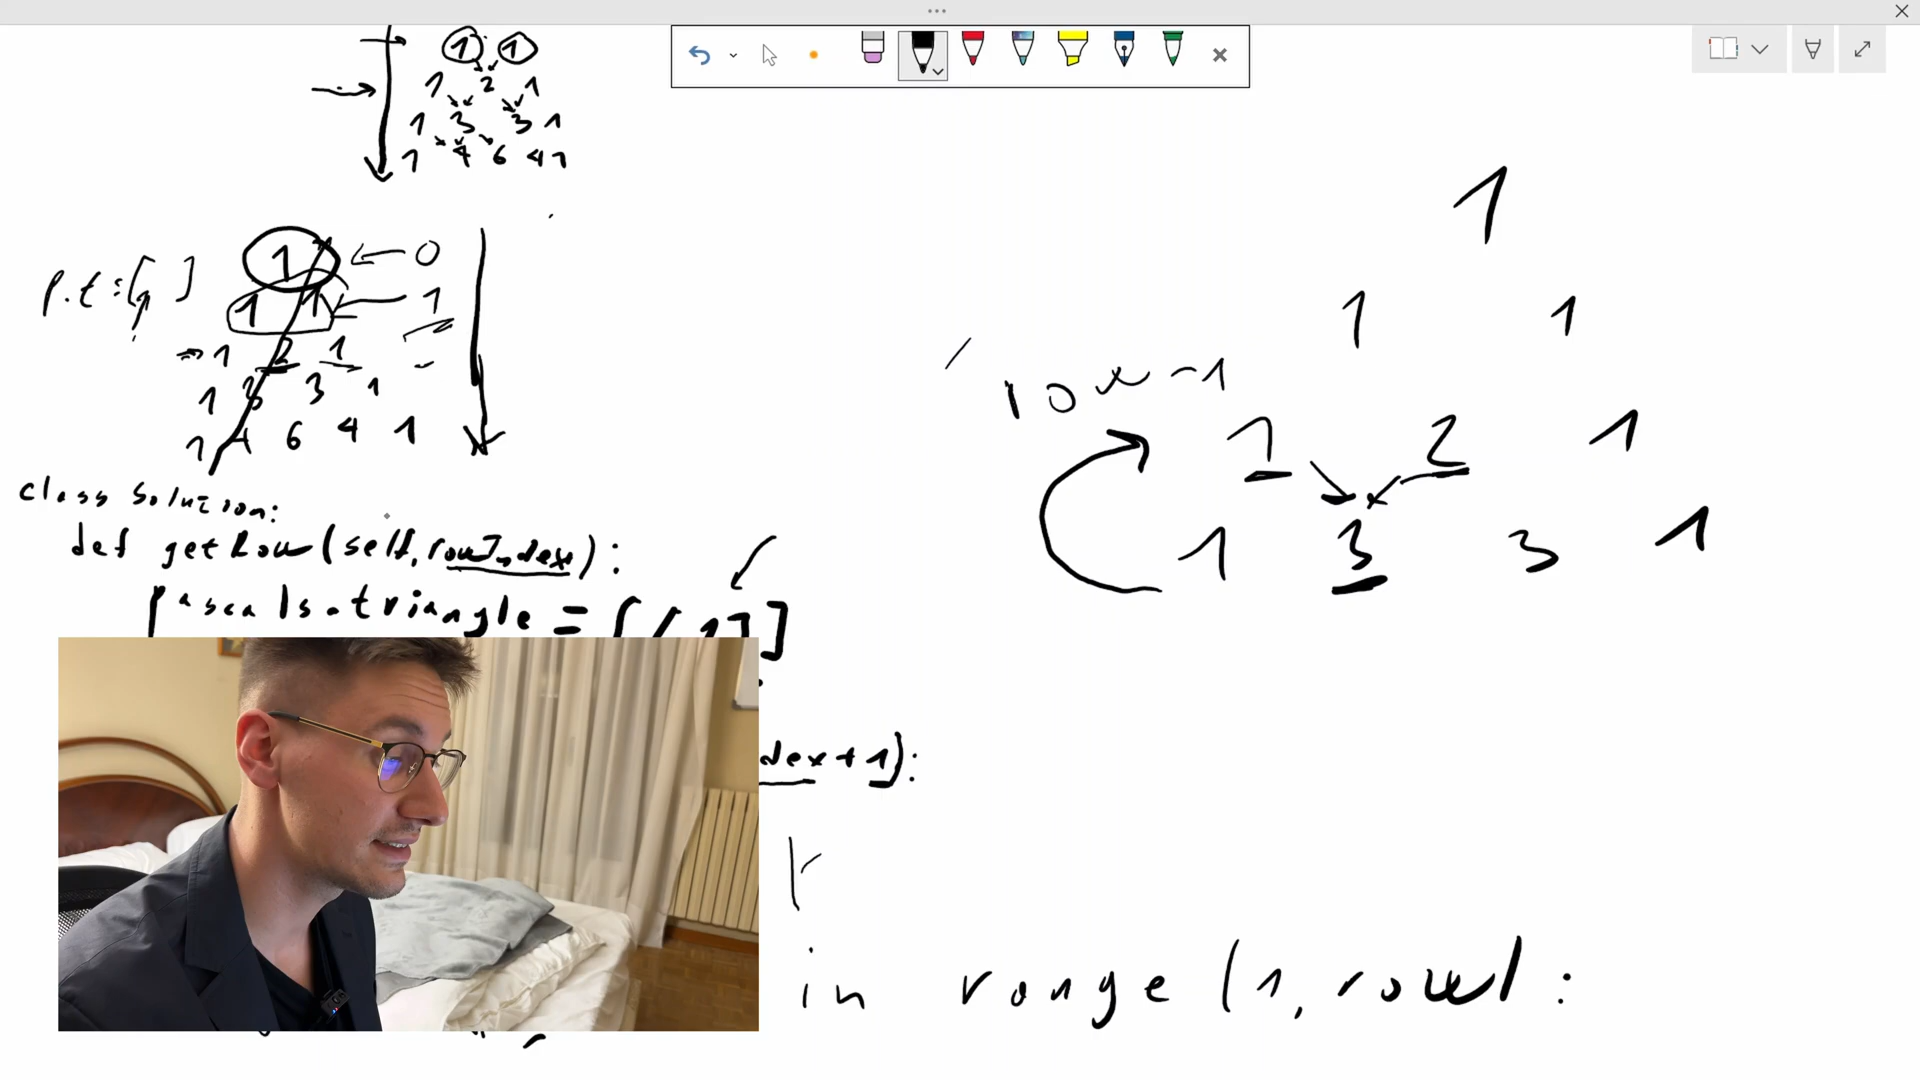 1 1
1 2 1
1 3 3 1
1 4 6 4 1
p.t :[ ]
1 0
1 1 1
1 2 1
1 3 3 1
1 4 6 4 1
class Solution:
def getRow(self, rowIndex):
pascals_triangle = [[1]]
dex + 1):
in range (1, row):
1
1 1
row -1
1 2 1
1 3 3 1